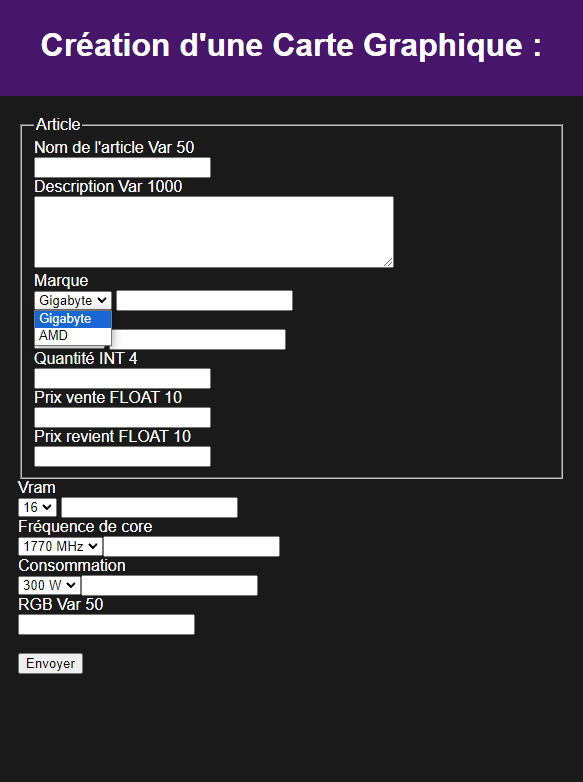 Création d'une Carte Graphique :
Article
Nom de l'article Var 50
Description Var 1000
Marque
Gigabyte
Gigabyte
AMD
Quantité INT 4
Prix vente FLOAT 10
Prix revient FLOAT 10
Vram
16
Fréquence de core
1770 MHz
Consommation
300 W
RGB Var 50
Envoyer